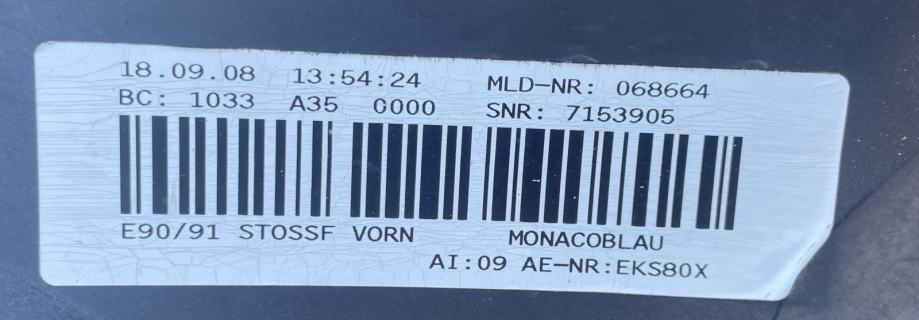 18.09.08 13:54:24 MLD-NR: 068664
BC: 1033 A35 0000 SNR: 7153905
E90/91 STOSSF VORN MONACOBLAU
AI:09 AE-NR:EKS80X